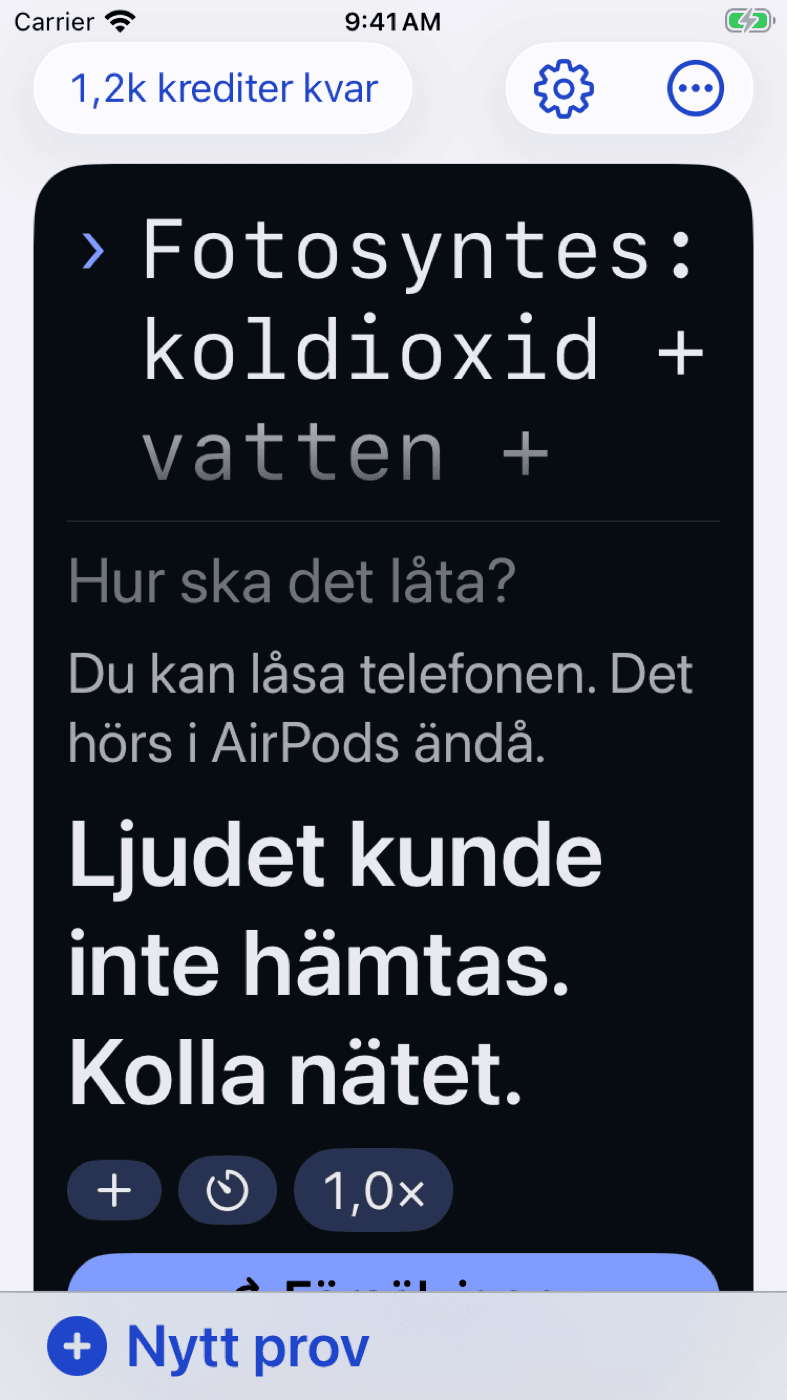 Carrier 9:41 AM
1,2k krediter kvar
› Fotosyntes:
koldioxid +
vatten +
Hur ska det låta?
Du kan låsa telefonen. Det
hörs i AirPods ändå.
Ljudet kunde
inte hämtas.
Kolla nätet.
1,0×
Nytt prov